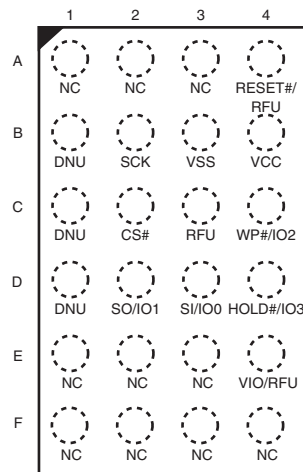 1 2 3 4
A
NC NC NC RESET#/
RFU
B
DNU SCK VSS VCC
C
DNU CS# RFU WP#/IO2
D
DNU SO/IO1 SI/IO0 HOLD#/IO3
E
NC NC NC VIO/RFU
F
NC NC NC NC